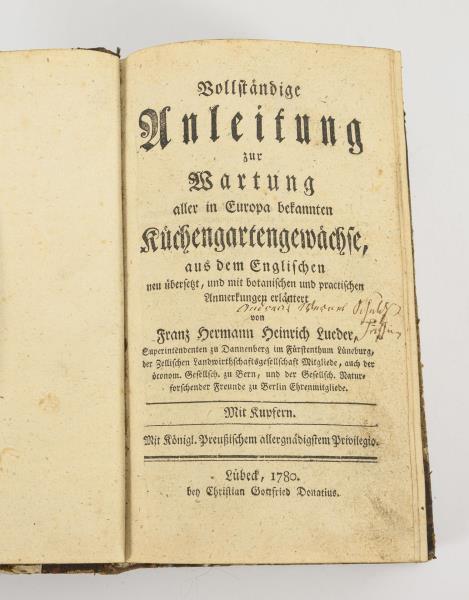 Vollständige
Anleitung
zur
Wartung
aller in Europa bekannten
Küchengartengewächse,
aus dem Englischen
neu übersetzt, und mit botanischen und practischen
Anmerkungen erläutert
von
Franz Hermann Heinrich Lueder,
Superintendenten zu Dannenberg im Fürstenthum Lüneburg,
der Zellischen Landwirthschaftsgesellschaft Mitgliede, auch der
öconom. Gesellsch. zu Bern, und der Gesellsch. Natur-
forschender Freunde zu Berlin Ehrenmitgliede.
Mit Kupfern.
Mit Königl. Preußischem allergnädigstem Privilegio.
Lübeck, 1780.
bey Christian Gottfried Donatius.